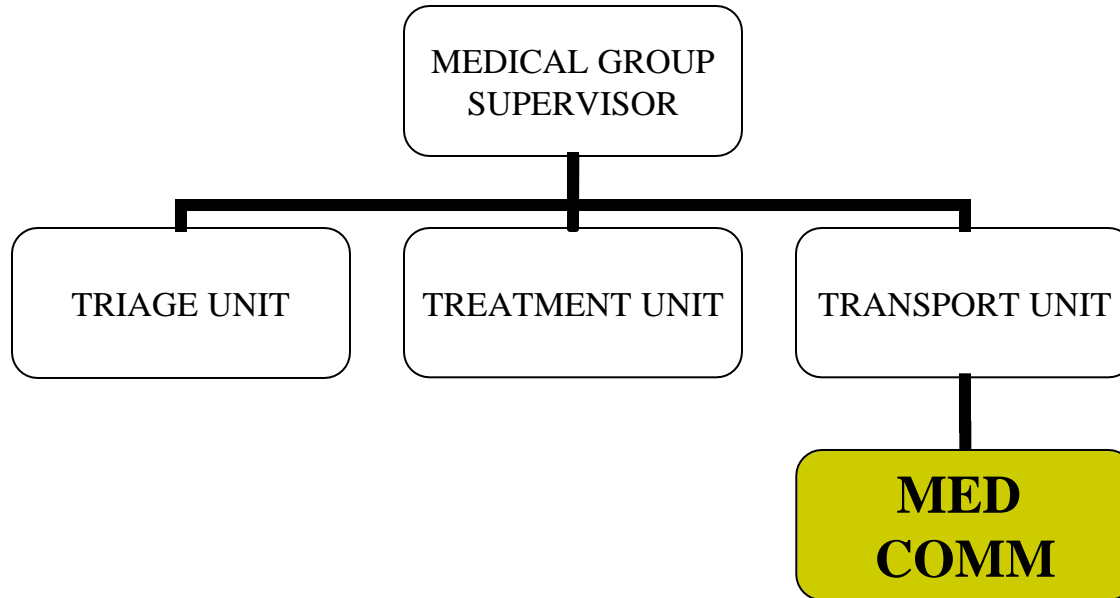 MEDICAL GROUP
SUPERVISOR
TRIAGE UNIT
TREATMENT UNIT
TRANSPORT UNIT
MED
COMM